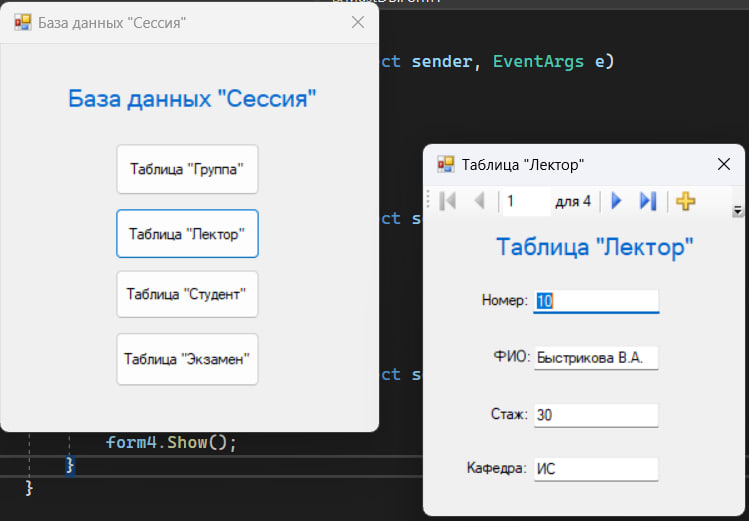 База данных "Сессия"
ct sender, EventArgs e)
База данных "Сессия"
Таблица "Группа"
Таблица "Лектор"
Таблица "Студент"
Таблица "Экзамен"
ct s
ct s
form4.Show();
}
}
Таблица "Лектор"
1 для 4
Таблица "Лектор"
Номер: 10
ФИО: Быстрикова В.А.
Стаж: 30
Кафедра: ИС